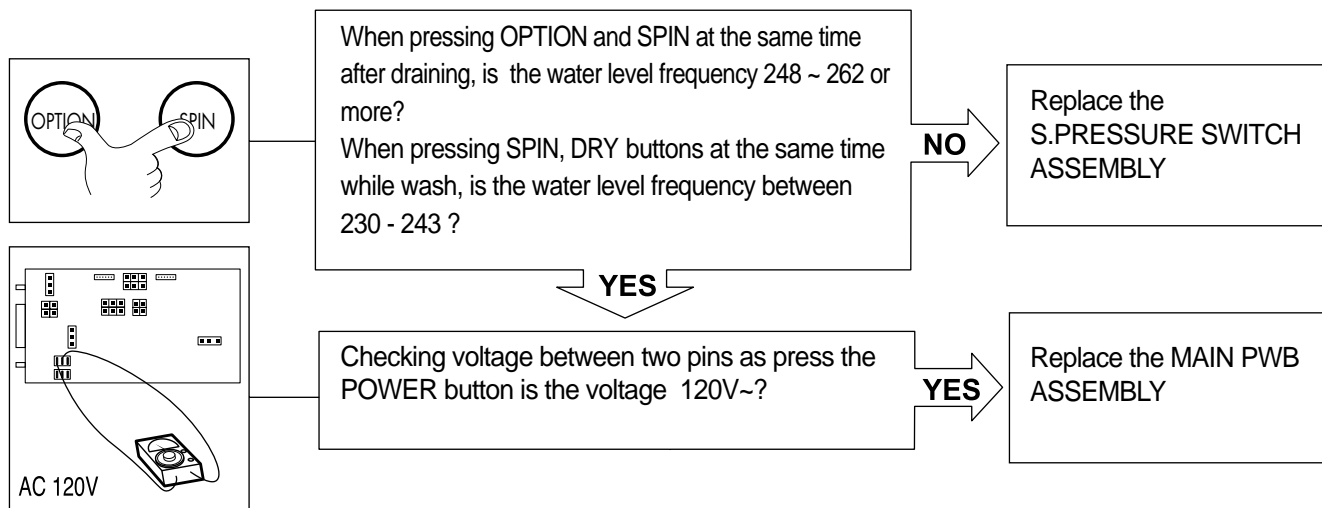 OPTION
SPIN
When pressing OPTION and SPIN at the same time
after draining, is the water level frequency 248 ~ 262 or
more?
When pressing SPIN, DRY buttons at the same time
while wash, is the water level frequency between
230 - 243 ?
NO
Replace the
S.PRESSURE SWITCH
ASSEMBLY
YES
AC 120V
Checking voltage between two pins as press the
POWER button is the voltage 120V~?
YES
Replace the MAIN PWB
ASSEMBLY